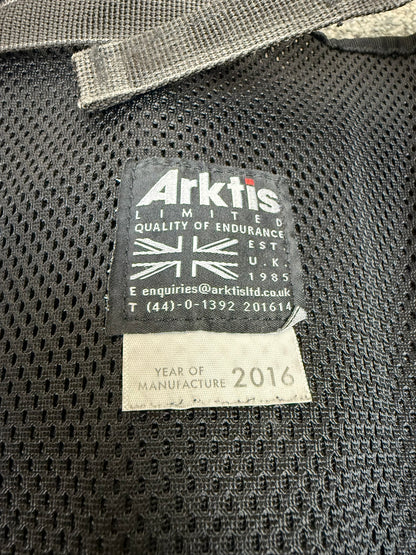 Arktis
LIMITED
QUALITY OF ENDURANCE
EST.
U.K.
1985
E enquiries@arktisltd.co.uk
T (44)-0-1392 201614
YEAR OF
MANUFACTURE 2016